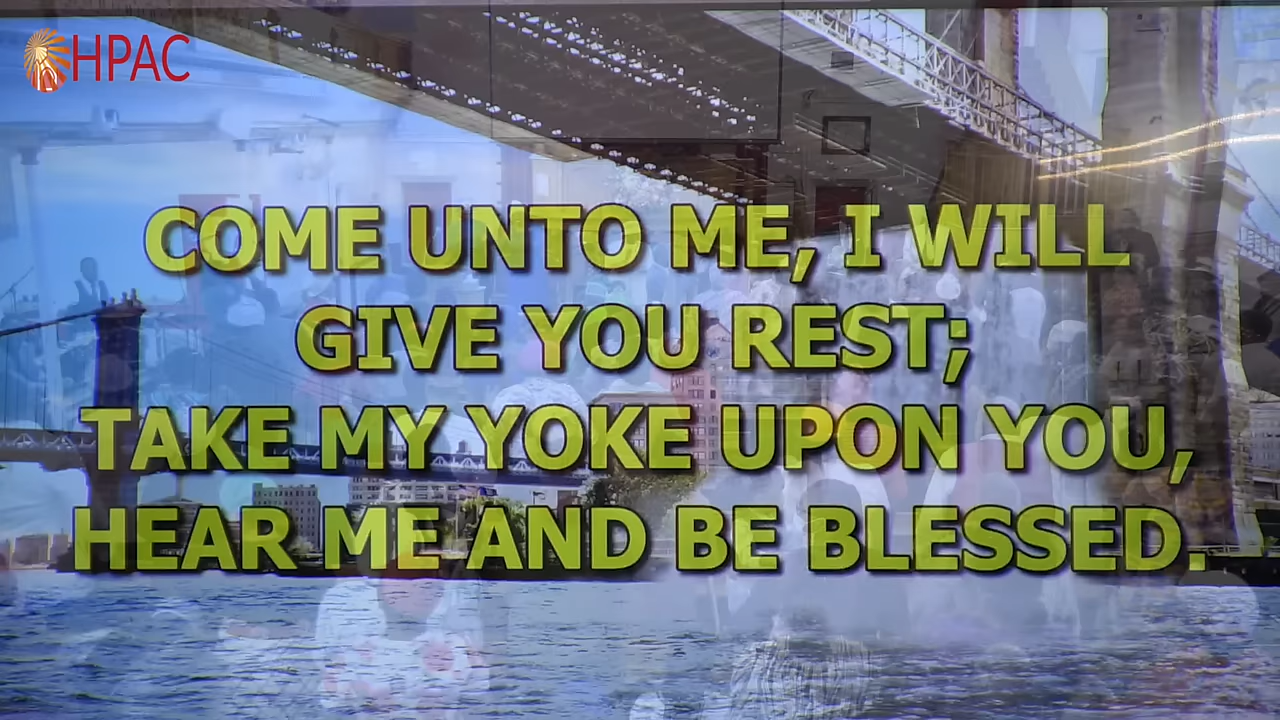 HPAC
COME UNTO ME, I WILL
GIVE YOU REST;
TAKE MY YOKE UPON YOU,
HEAR ME AND BE BLESSED.